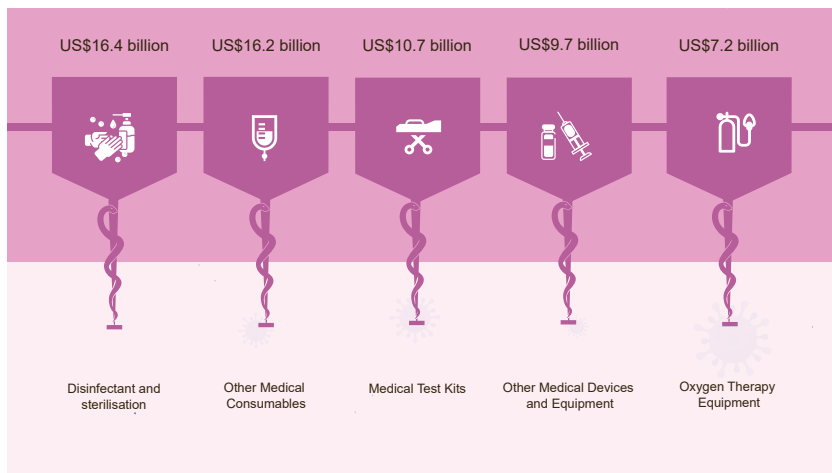 US$16.4 billion
US$16.2 billion
US$10.7 billion
US$9.7 billion
US$7.2 billion
Disinfectant and
sterilisation
Other Medical
Consumables
Medical Test Kits
Other Medical Devices
and Equipment
Oxygen Therapy
Equipment